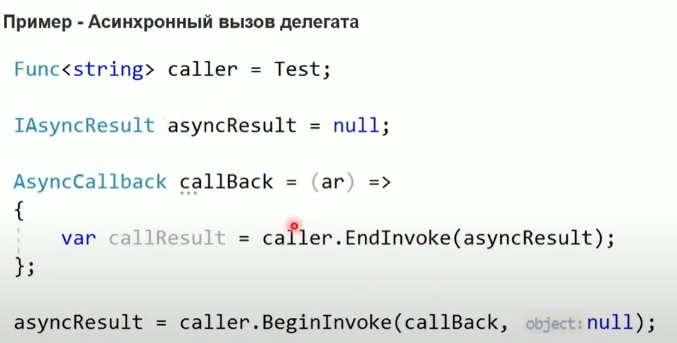 Пример - Асинхронный вызов делегата
Func<string> caller = Test;
IAsyncResult asyncResult = null;
AsyncCallback callBack = (ar) =>
{
var callResult = caller.EndInvoke(asyncResult);
};
asyncResult = caller.BeginInvoke(callBack, object: null);